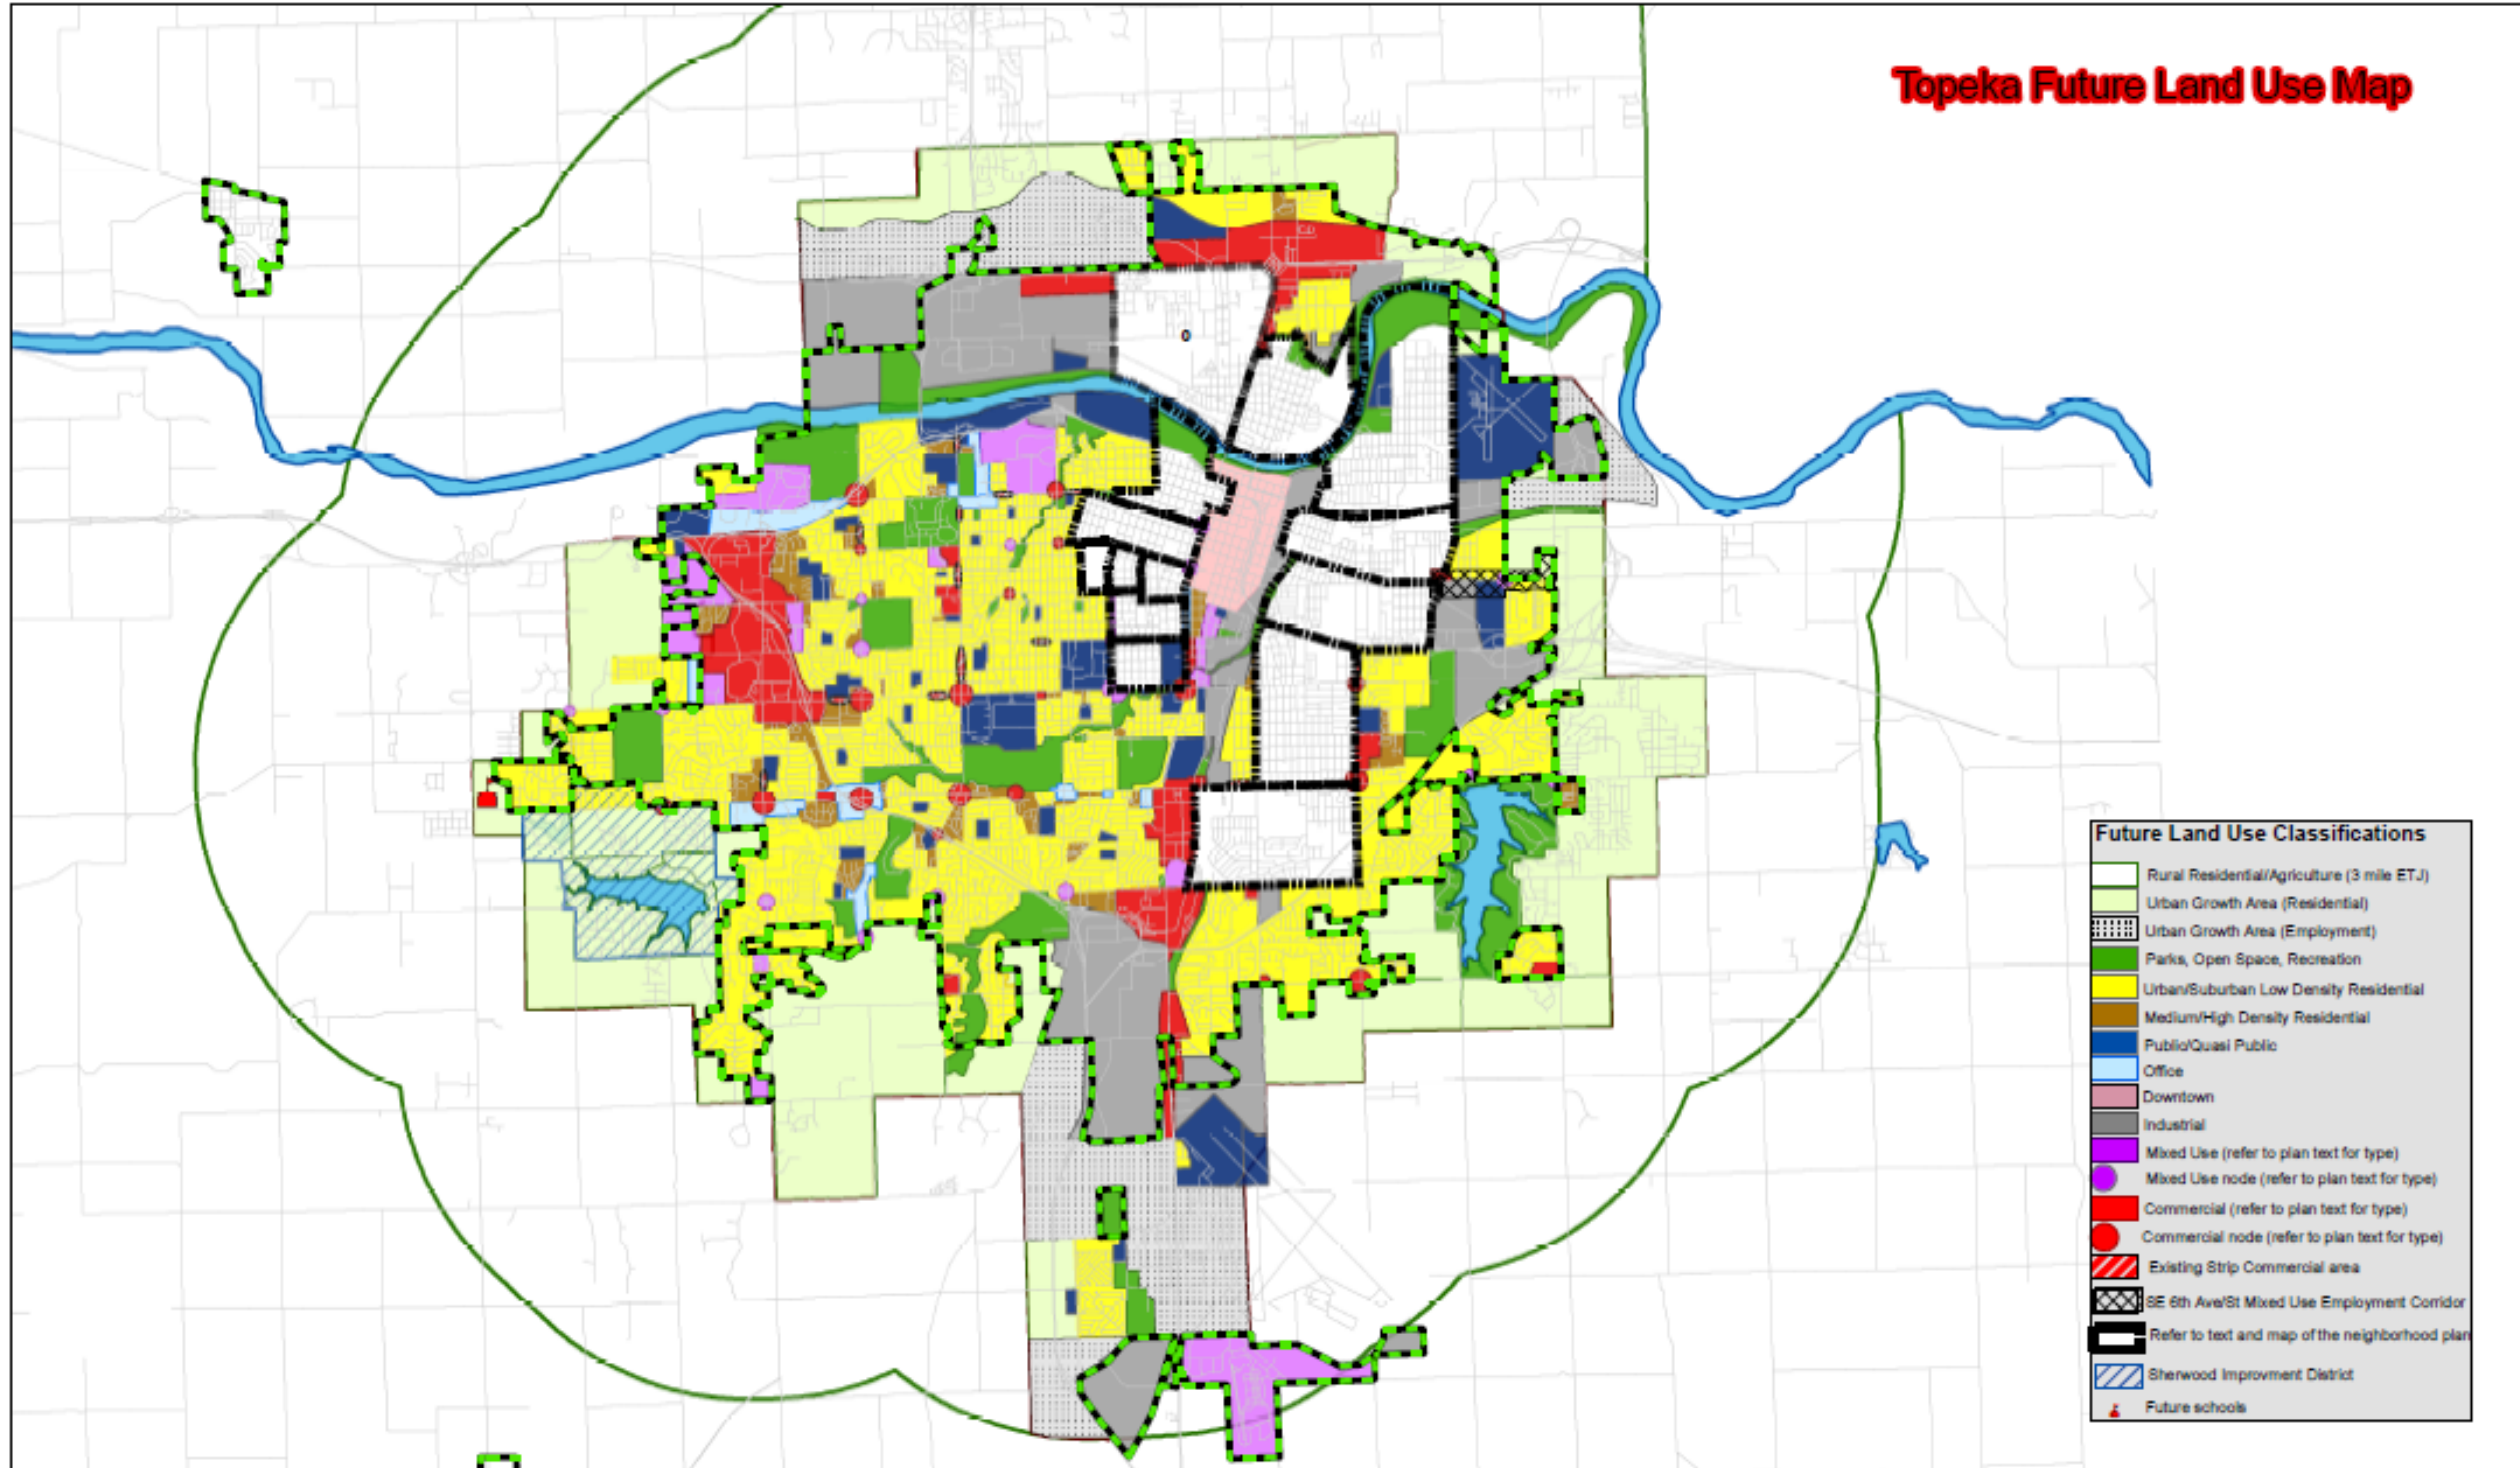 Topeka Future Land Use Map
0
Future Land Use Classifications
Rural Residential/Agriculture (3 mile ETJ)
Urban Growth Area (Residential)
Urban Growth Area (Employment)
Parks, Open Space, Recreation
Urban/Suburban Low Density Residential
Medium/High Density Residential
Public/Quasi Public
Office
Downtown
Industrial
Mixed Use (refer to plan text for type)
Mixed Use node (refer to plan text for type)
Commercial (refer to plan text for type)
Commercial node (refer to plan text for type)
Existing Strip Commercial area
SE 6th Ave/St Mixed Use Employment Corridor
Refer to text and map of the neighborhood plan
Sherwood Improvment District
Future schools